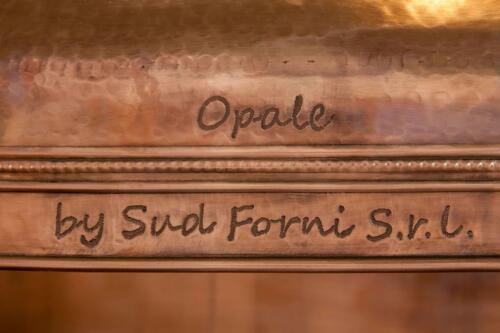 Opale
by Sud Forni S.r.l.